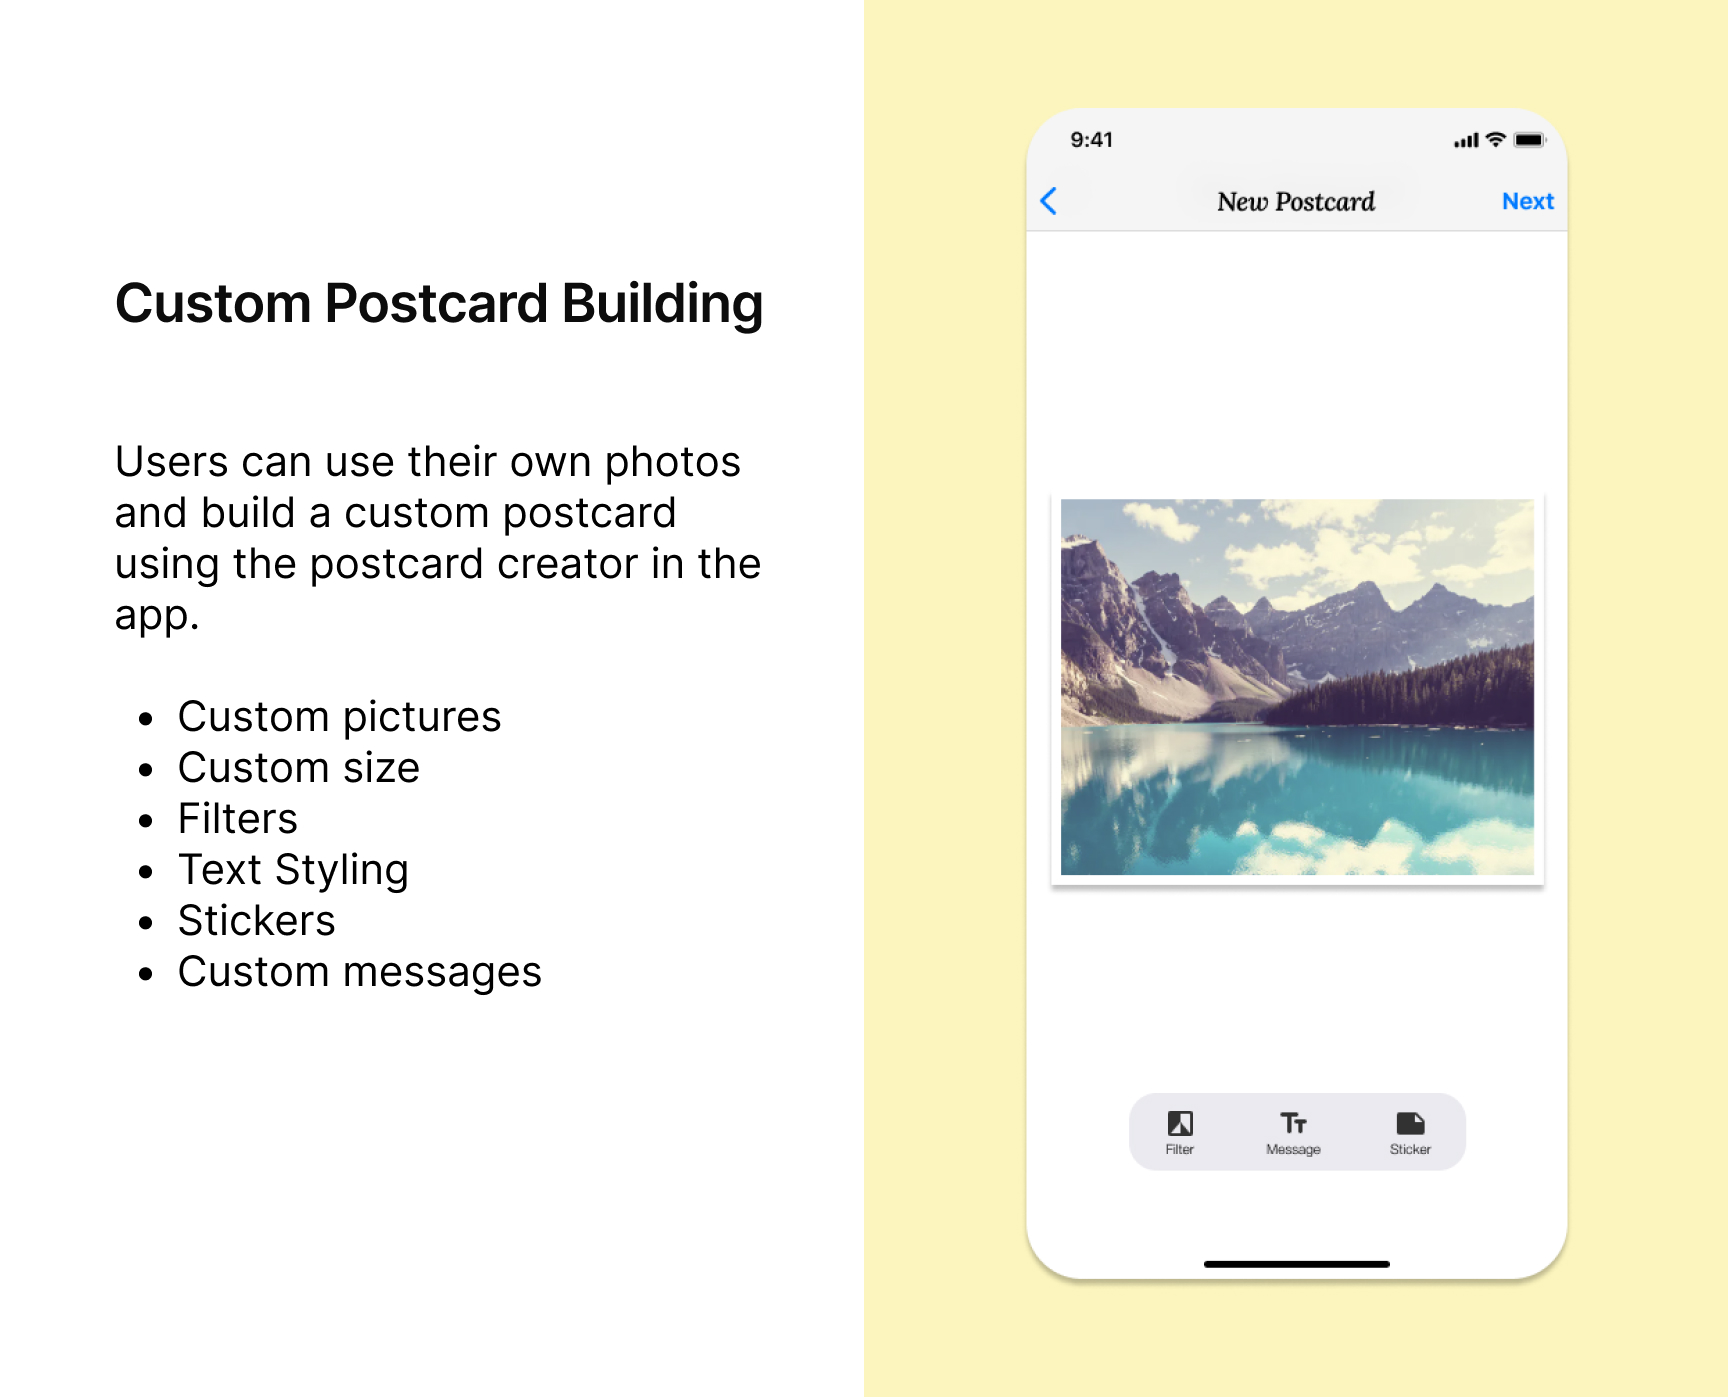 Custom Postcard Building
Users can use their own photos
and build a custom postcard
using the postcard creator in the
app.
• Custom pictures
• Custom size
• Filters
• Text Styling
• Stickers
• Custom messages
9:41
New Postcard
Next
Filter
Message
Sticker